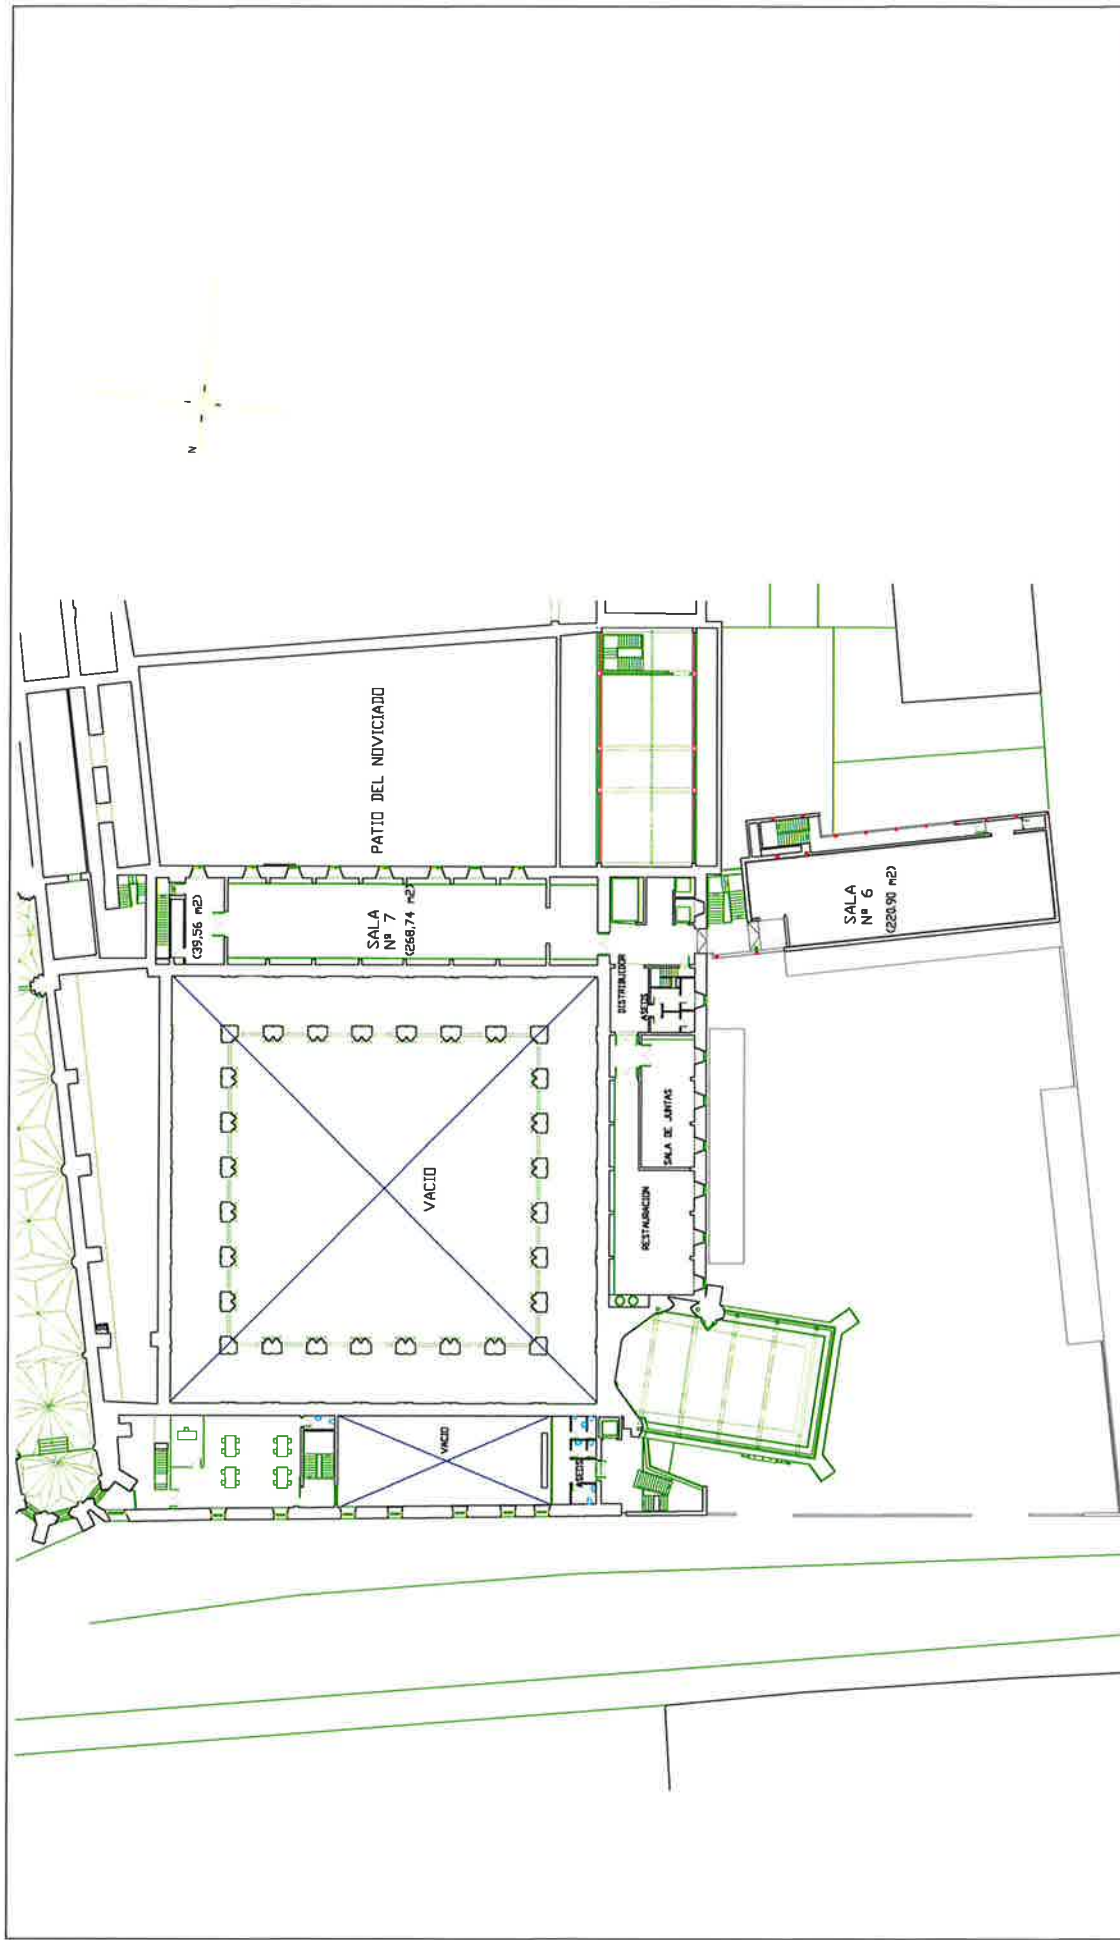 N
PATIO DEL NOVICIADO
(39,56 m2)
SALA
Nº 7
(268,74 m2)
SALA
Nº 6
(220.90 m2)
DISTRIBUIDOR
ASEOS
SALA DE JUNTAS
RESTAURACION
VACIO
VACIO
ASEOS